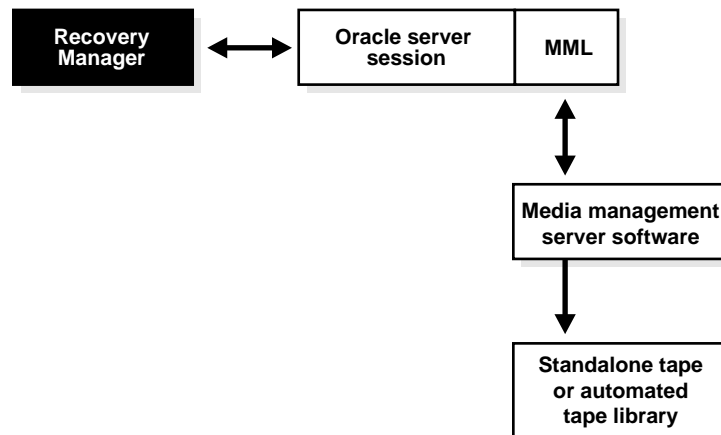 Recovery
Manager
Oracle server
session
MML
Media management
server software
Standalone tape
or automated
tape library